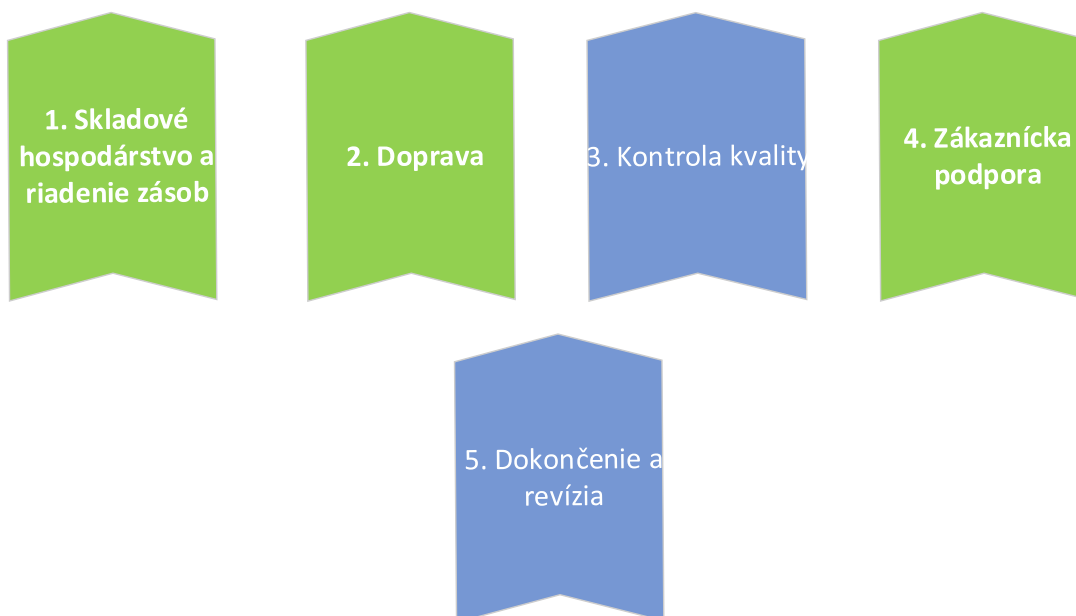 1. Skladové
hospodárstvo a
riadenie zásob
2. Doprava
3. Kontrola kvality
4. Zákaznícka
podpora
5. Dokončenie a
revízia